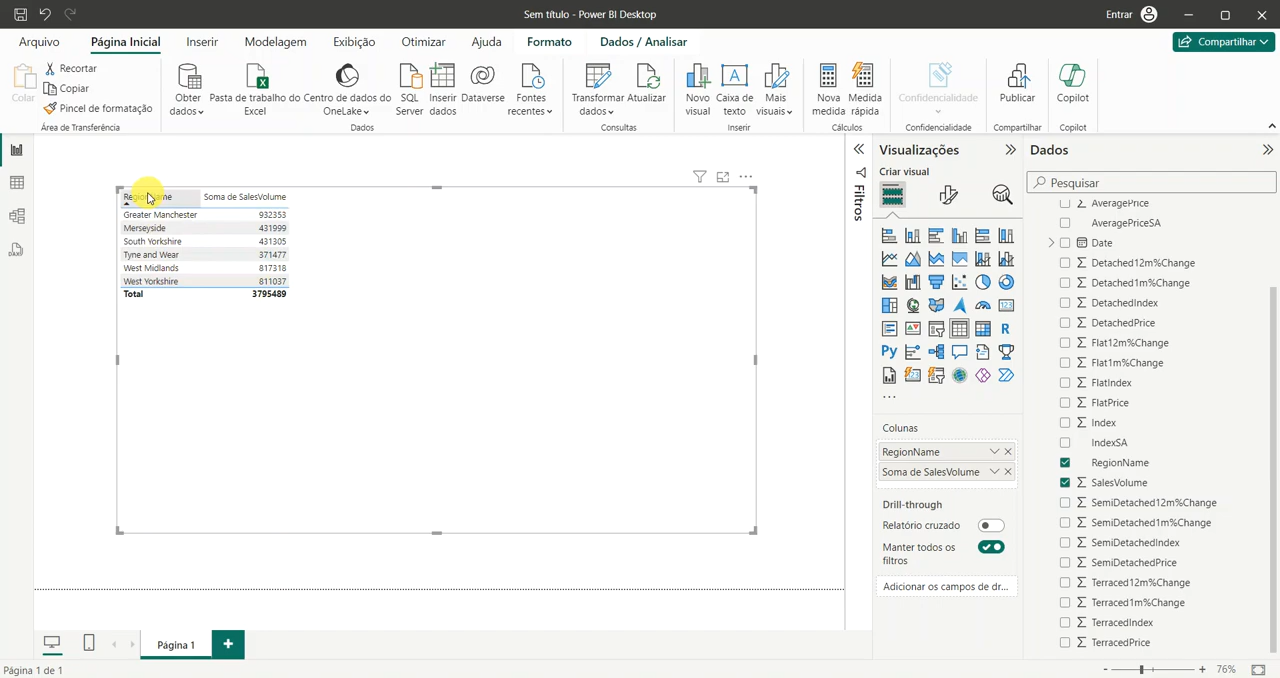 Sem título - Power BI Desktop
Entrar
Arquivo
Página Inicial
Inserir
Modelagem
Exibição
Otimizar
Ajuda
Formato
Dados / Analisar
Compartilhar
Colar
Recortar
Copiar
Pincel de formatação
Área de Transferência
Obter dados
Pasta de trabalho do Excel
Centro de dados do OneLake
SQL Server
Inserir dados
Dataverse
Fontes recentes
Dados
Transformar dados
Atualizar
Consultas
Novo visual
Caixa de texto
Mais visuais
Inserir
Nova medida
Medida rápida
Cálculos
Confidencialidade
Confidencialidade
Publicar
Compartilhar
Copilot
Copilot
RegionName Soma de SalesVolume
Greater Manchester 932353
Merseyside 431999
South Yorkshire 431305
Tyne and Wear 371477
West Midlands 817318
West Yorkshire 811037
Total 3795489
Filtros
Visualizações
Criar visual
Colunas
RegionName
Soma de SalesVolume
Drill-through
Relatório cruzado
Manter todos os filtros
Adicionar os campos de dr...
Dados
Pesquisar
AveragePrice
AveragePriceSA
Date
Detached12m%Change
Detached1m%Change
DetachedIndex
DetachedPrice
Flat12m%Change
Flat1m%Change
FlatIndex
FlatPrice
Index
IndexSA
RegionName
SalesVolume
SemiDetached12m%Change
SemiDetached1m%Change
SemiDetachedIndex
SemiDetachedPrice
Terraced12m%Change
Terraced1m%Change
TerracedIndex
TerracedPrice
Página 1
Página 1 de 1
76%